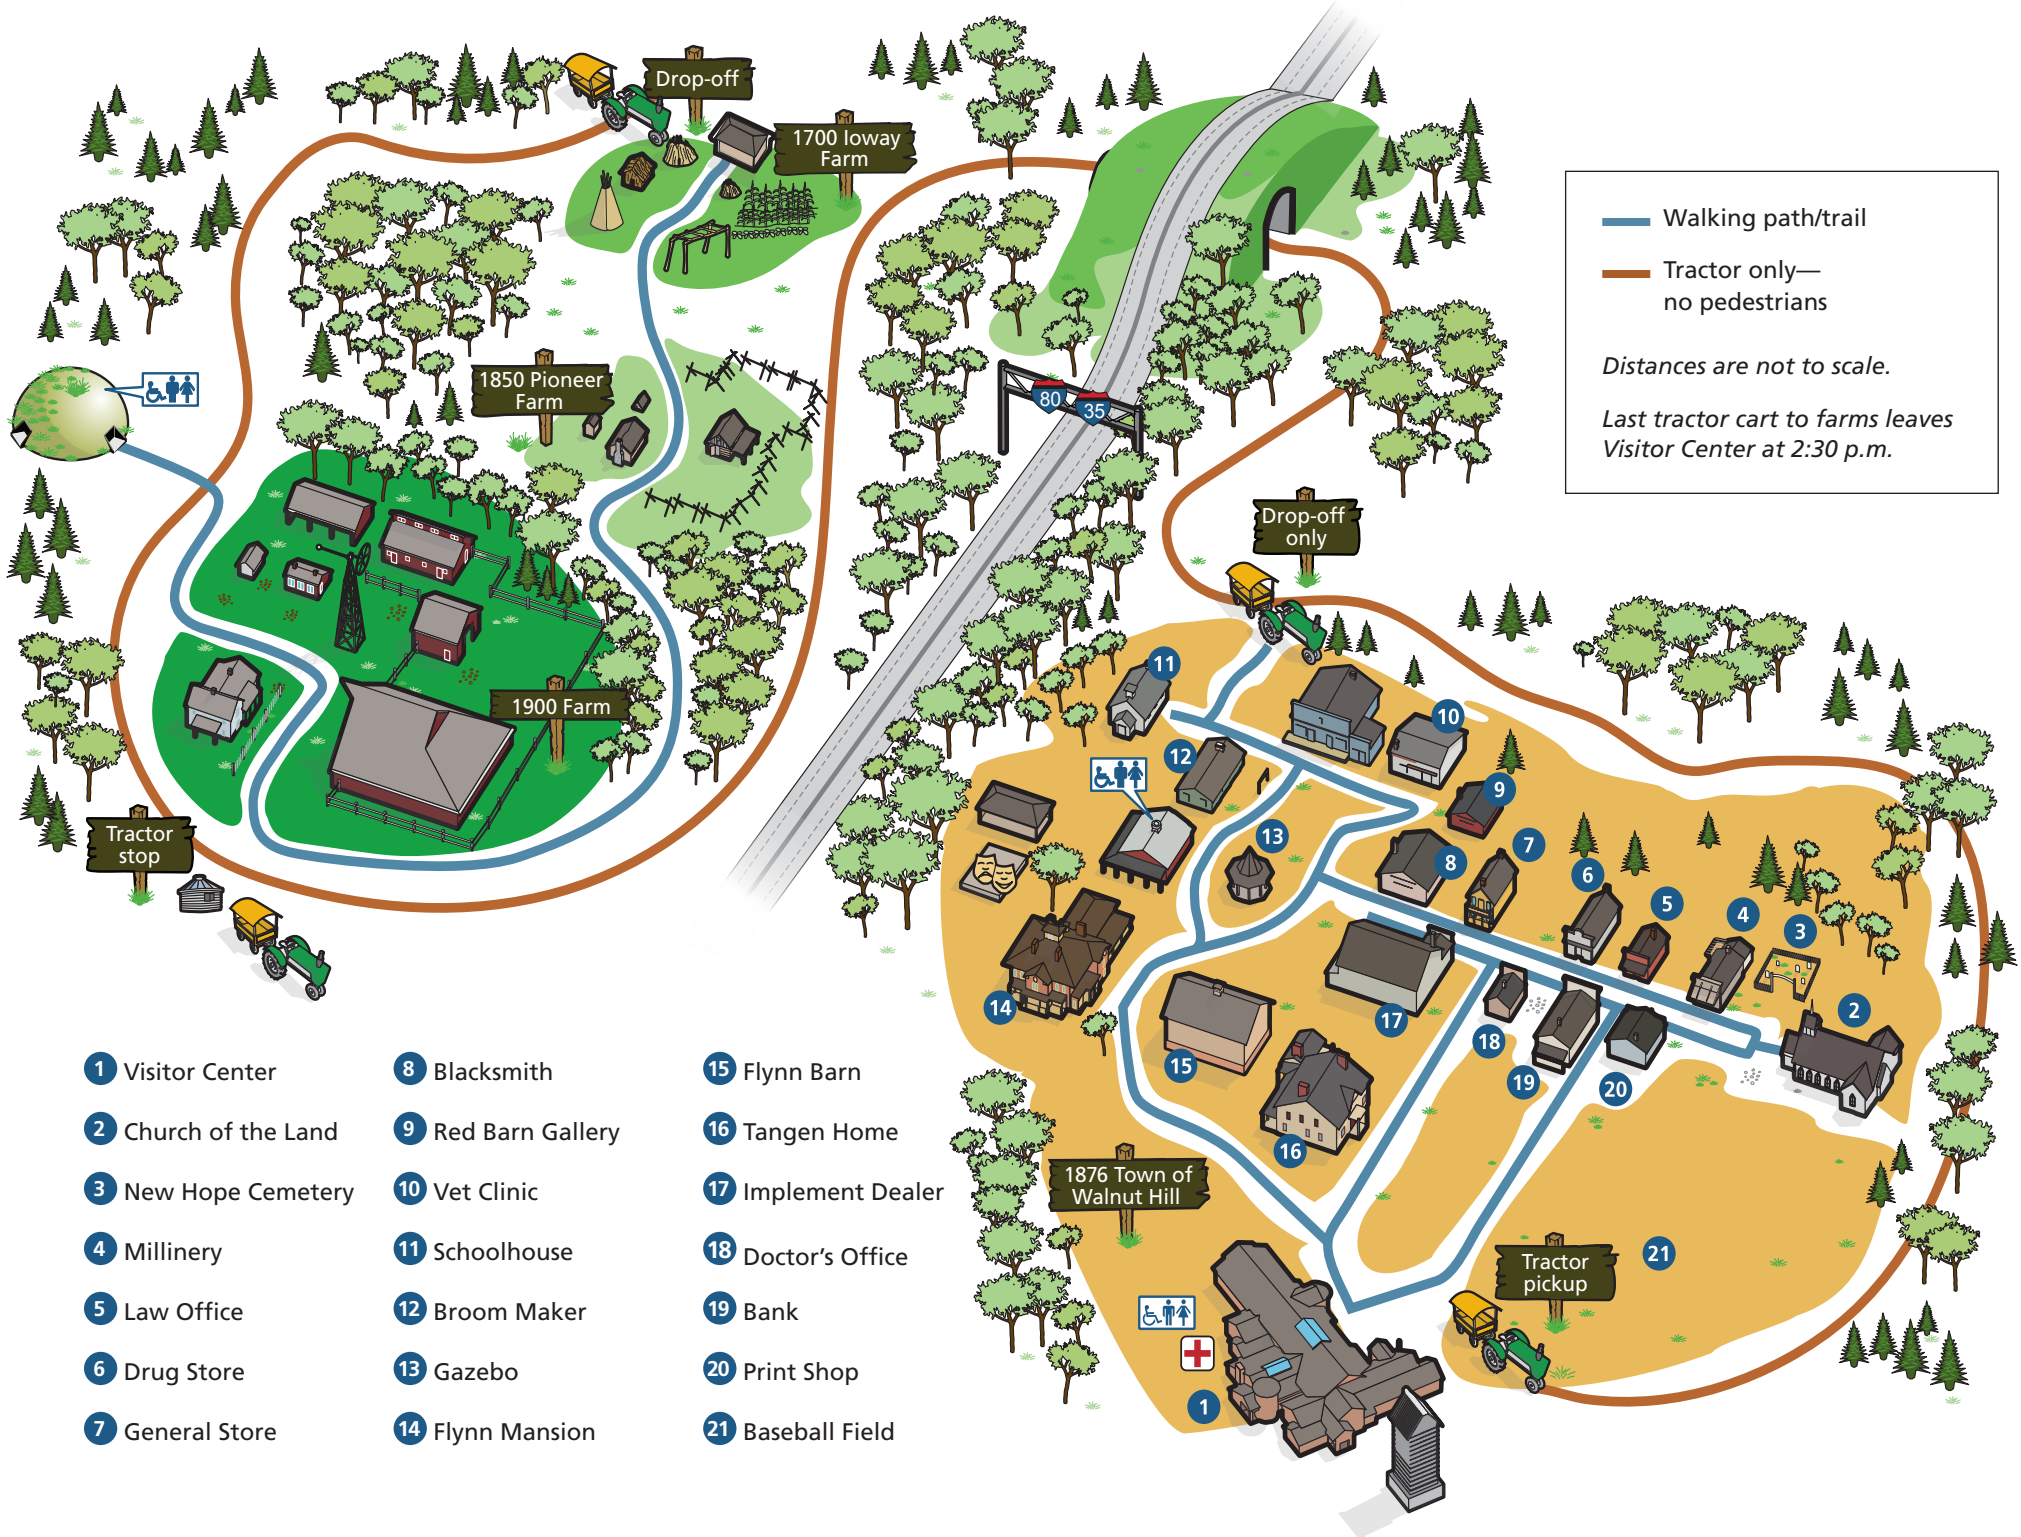 Drop-off
1700 Ioway
Farm
Walking path/trail
Tractor only—
no pedestrians
Distances are not to scale.
Last tractor cart to farms leaves
Visitor Center at 2:30 p.m.
1850 Pioneer
Farm
80
35
Drop-off
only
1900 Farm
Tractor
stop
11
10
12
9
13
8
7
6
5
4
3
2
14
17
15
18
19
20
16
1876 Town of
Walnut Hill
21
Tractor
pickup
1
1 Visitor Center
2 Church of the Land
3 New Hope Cemetery
4 Millinery
5 Law Office
6 Drug Store
7 General Store
8 Blacksmith
9 Red Barn Gallery
10 Vet Clinic
11 Schoolhouse
12 Broom Maker
13 Gazebo
14 Flynn Mansion
15 Flynn Barn
16 Tangen Home
17 Implement Dealer
18 Doctor's Office
19 Bank
20 Print Shop
21 Baseball Field